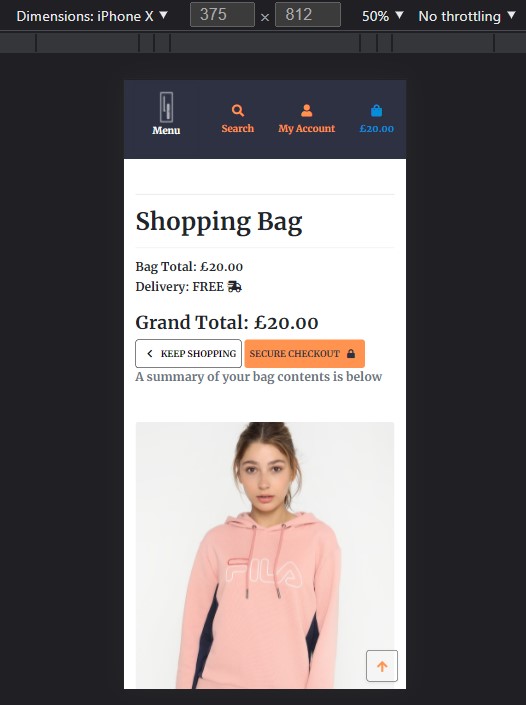 Dimensions: iPhone X ▼ 375 × 812 50% ▼ No throttling ▼
Menu Search My Account £20.00
Shopping Bag
Bag Total: £20.00
Delivery: FREE
Grand Total: £20.00
KEEP SHOPPING SECURE CHECKOUT
A summary of your bag contents is below
FILA